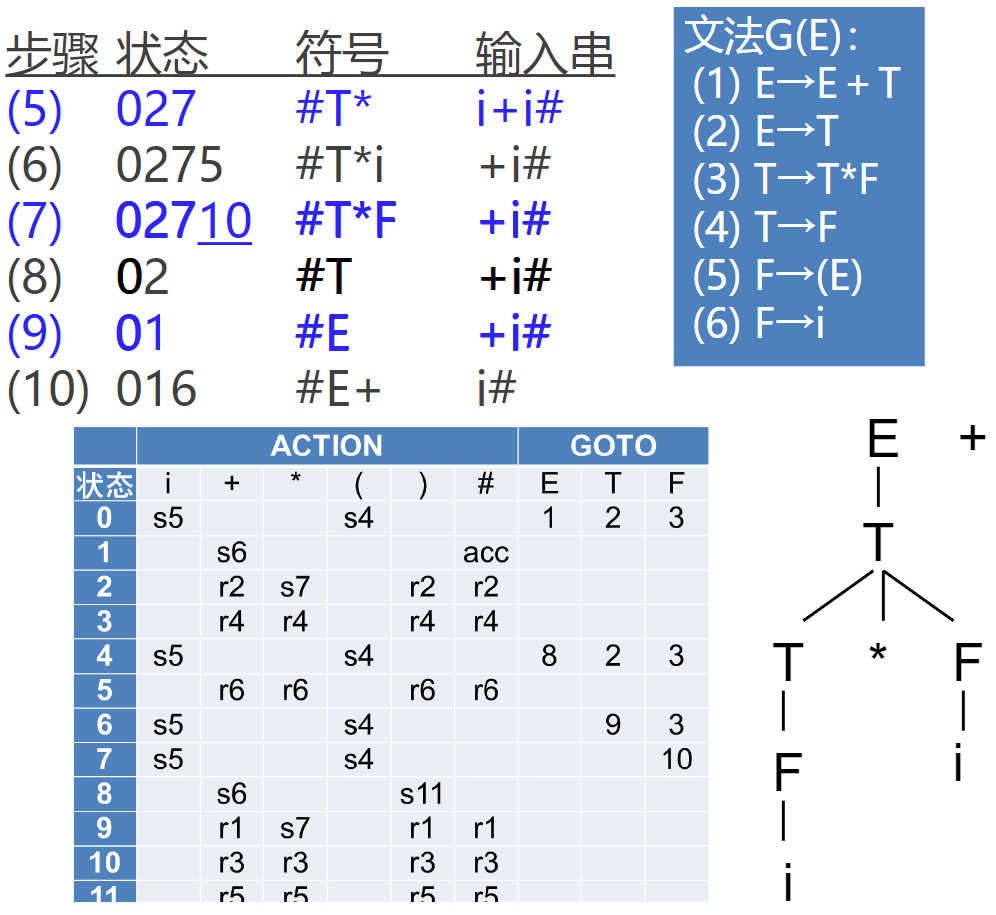 步骤 状态 符号 输入串
(5) 027 #T* i+i#
(6) 0275 #T*i +i#
(7) 02710 #T*F +i#
(8) 02 #T +i#
(9) 01 #E +i#
(10) 016 #E+ i#
文法G(E):
(1) E→E+T
(2) E→T
(3) T→T*F
(4) T→F
(5) F→(E)
(6) F→i
ACTION GOTO
状态 i + * ( ) # E T F
0 s5 s4 1 2 3
1 s6 acc
2 r2 s7 r2 r2
3 r4 r4 r4 r4
4 s5 s4 8 2 3
5 r6 r6 r6 r6
6 s5 s4 9 3
7 s5 s4 10
8 s6 s11
9 r1 s7 r1 r1
10 r3 r3 r3 r3
11 r5 r5 r5 r5
E +
T
T * F
F i
i